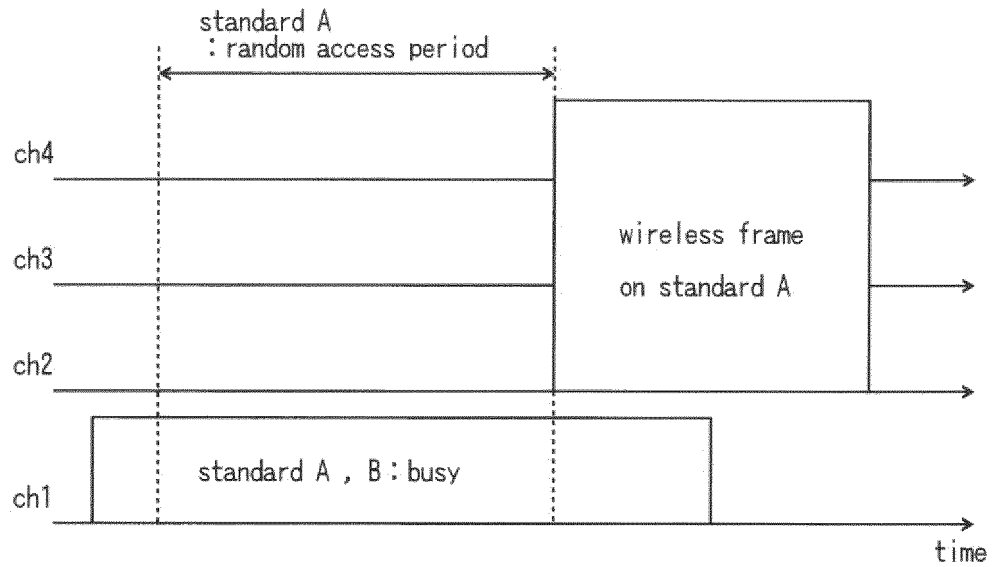 standard A
: random access period
ch4
ch3
wireless frame
on standard A
ch2
standard A , B : busy
ch1
time